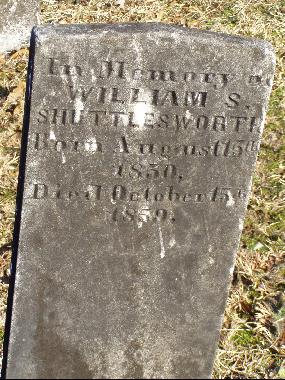 In Memory of
WILLIAM S.
SHUTTLESWORTH
Born August 15th
1850,
Died October 15th
1859.